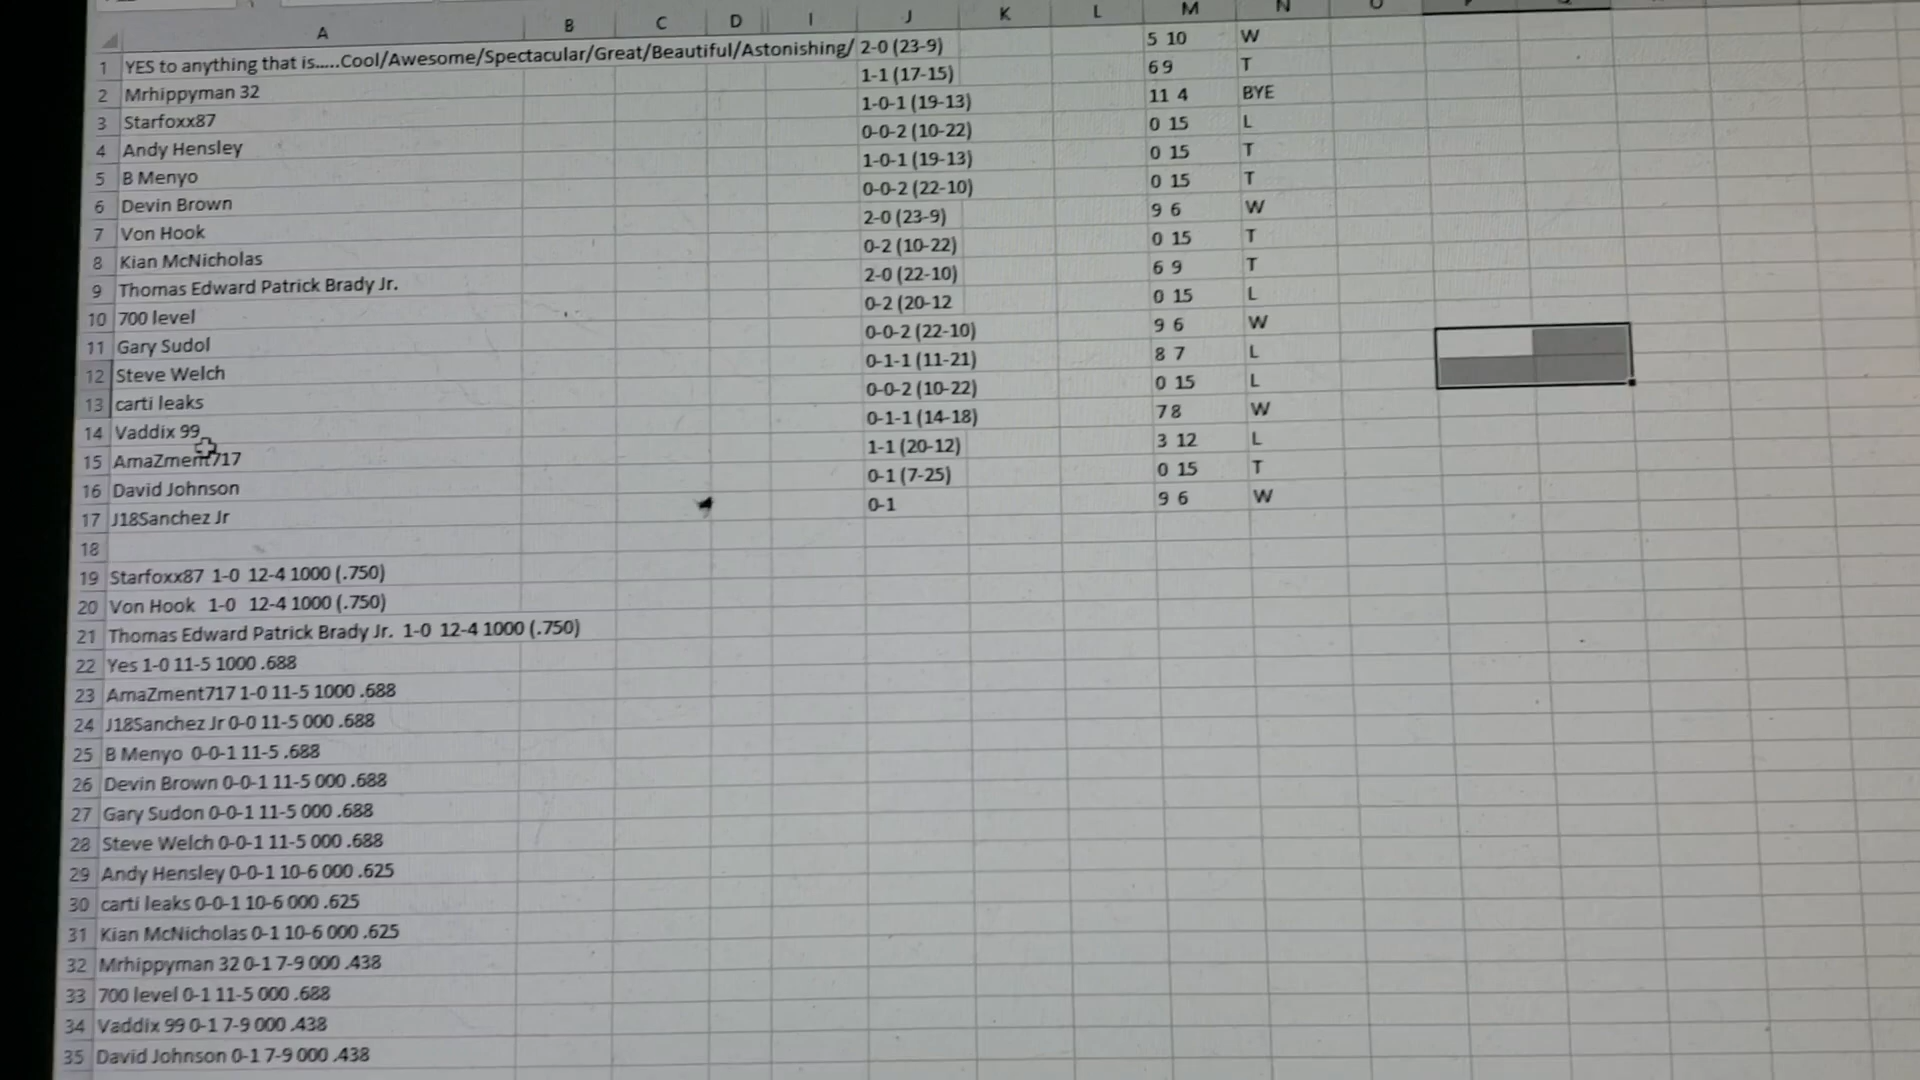 A B C D I J K L M N
1 YES to anything that is.....Cool/Awesome/Spectacular/Great/Beautiful/Astonishing/ 2-0 (23-9) 5 10 W
2 Mrhippyman 32 1-1 (17-15) 6 9 T
3 Starfoxx87 1-0-1 (19-13) 11 4 BYE
4 Andy Hensley 0-0-2 (10-22) 0 15 L
5 B Menyo 1-0-1 (19-13) 0 15 T
6 Devin Brown 0-0-2 (22-10) 0 15 T
7 Von Hook 2-0 (23-9) 9 6 W
8 Kian McNicholas 0-2 (10-22) 0 15 T
9 Thomas Edward Patrick Brady Jr. 2-0 (22-10) 6 9 T
10 700 level 0-2 (20-12 0 15 L
11 Gary Sudol 0-0-2 (22-10) 9 6 W
12 Steve Welch 0-1-1 (11-21) 8 7 L
13 carti leaks 0-0-2 (10-22) 0 15 L
14 Vaddix 99 0-1-1 (14-18) 7 8 W
15 AmaZment717 1-1 (20-12) 3 12 L
16 David Johnson 0-1 (7-25) 0 15 T
17 J18Sanchez Jr 0-1 9 6 W
18
19 Starfoxx87 1-0 12-4 1000 (.750)
20 Von Hook 1-0 12-4 1000 (.750)
21 Thomas Edward Patrick Brady Jr. 1-0 12-4 1000 (.750)
22 Yes 1-0 11-5 1000 .688
23 AmaZment717 1-0 11-5 1000 .688
24 J18Sanchez Jr 0-0 11-5 000 .688
25 B Menyo 0-0-1 11-5 .688
26 Devin Brown 0-0-1 11-5 000 .688
27 Gary Sudon 0-0-1 11-5 000 .688
28 Steve Welch 0-0-1 11-5 000 .688
29 Andy Hensley 0-0-1 10-6 000 .625
30 carti leaks 0-0-1 10-6 000 .625
31 Kian McNicholas 0-1 10-6 000 .625
32 Mrhippyman 32 0-1 7-9 000 .438
33 700 level 0-1 11-5 000 .688
34 Vaddix 99 0-1 7-9 000 .438
35 David Johnson 0-1 7-9 000 .438